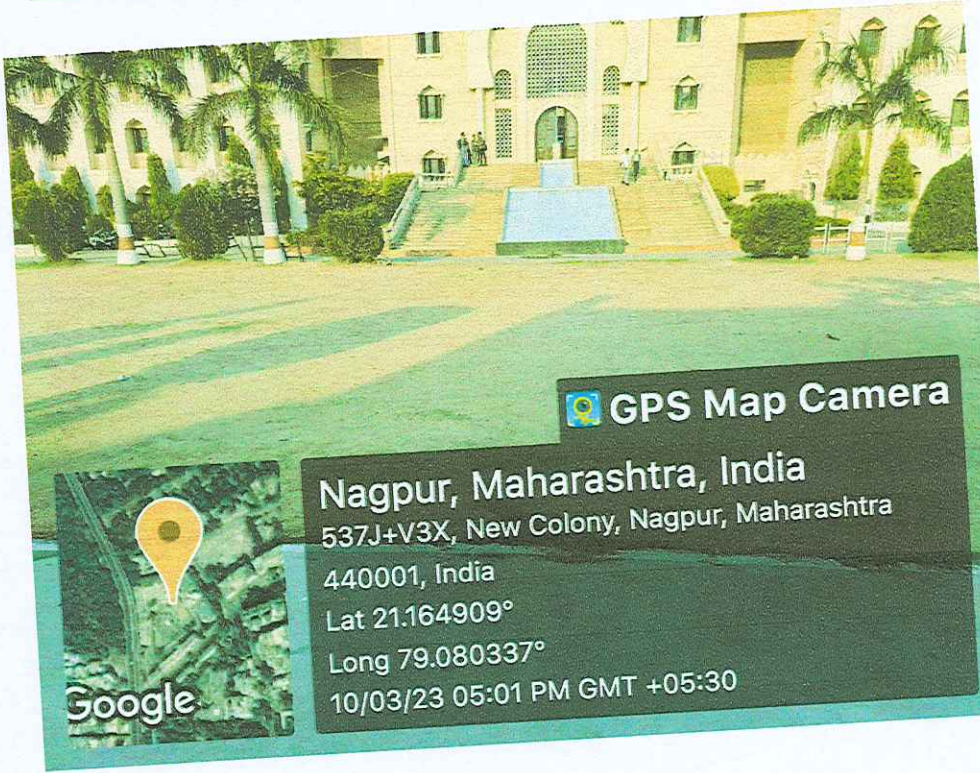 GPS Map Camera
Nagpur, Maharashtra, India
537J+V3X, New Colony, Nagpur, Maharashtra
440001, India
Lat 21.164909°
Long 79.080337°
10/03/23 05:01 PM GMT +05:30
Google